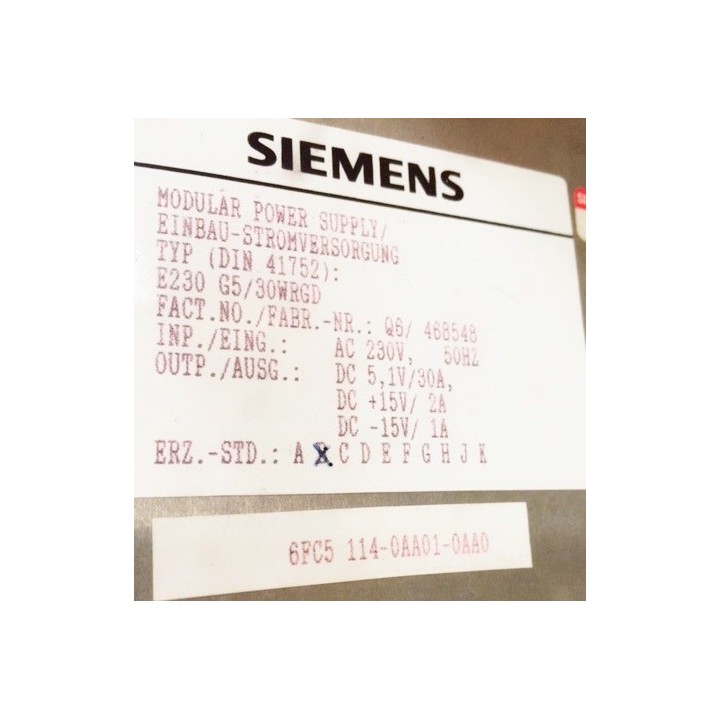 SIEMENS
MODULAR POWER SUPPLY/
EINBAU-STROMVERSORGUNG
TYP (DIN 41752):
E230 G5/30WRGD
FACT.NO./FABR.-NR.: Q6/ 468548
INP./EING.: AC 230V, 50HZ
OUTP./AUSG.: DC 5,1V/30A,
DC +15V/ 2A
DC -15V/ 1A
ERZ.-STD.: A C D E F G H J K
6FC5 114-0AA01-0AA0